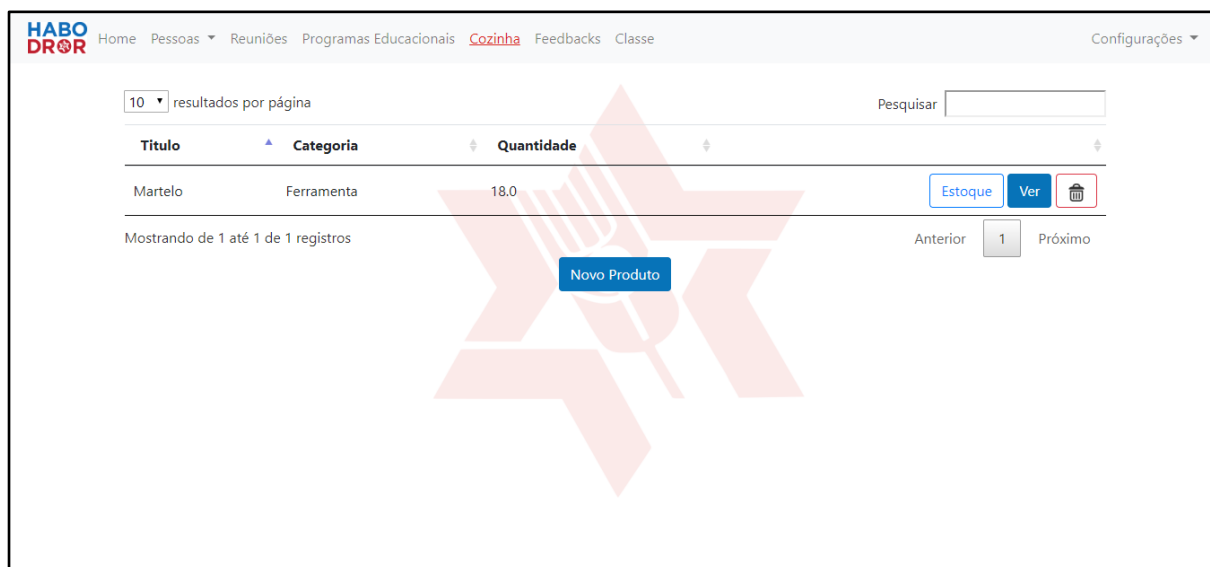 HABO
DROR
Home Pessoas Reuniões Programas Educacionais Cozinha Feedbacks Classe Configurações
10 resultados por página Pesquisar
Titulo Categoria Quantidade
Martelo Ferramenta 18.0 Estoque Ver
Mostrando de 1 até 1 de 1 registros Anterior 1 Próximo
Novo Produto